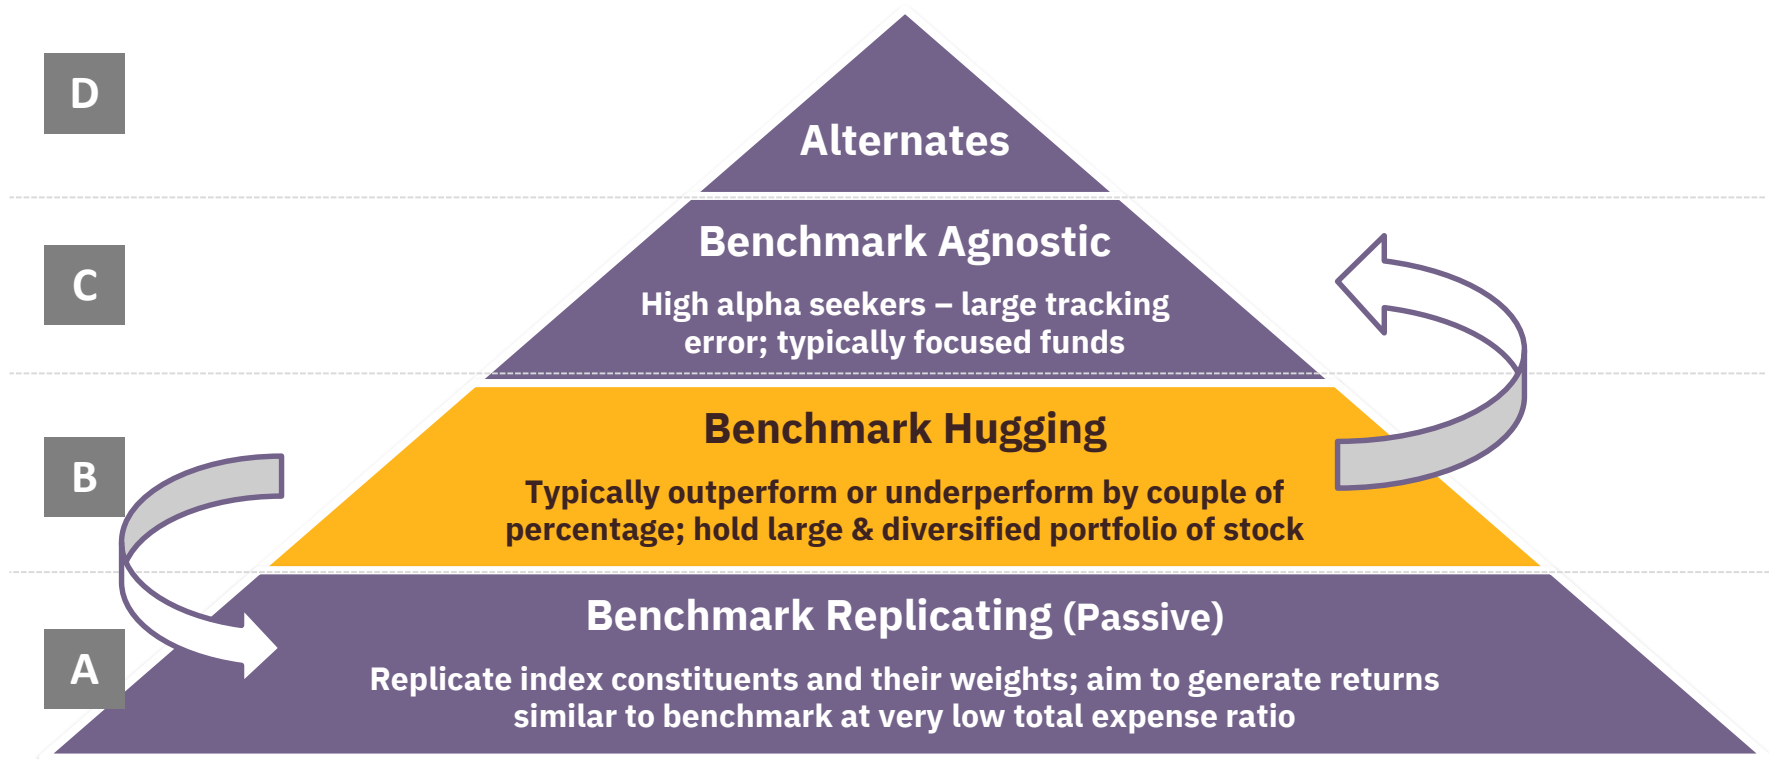 D
Alternates
C
Benchmark Agnostic
High alpha seekers – large tracking
error; typically focused funds
B
Benchmark Hugging
Typically outperform or underperform by couple of
percentage; hold large & diversified portfolio of stock
A
Benchmark Replicating (Passive)
Replicate index constituents and their weights; aim to generate returns
similar to benchmark at very low total expense ratio